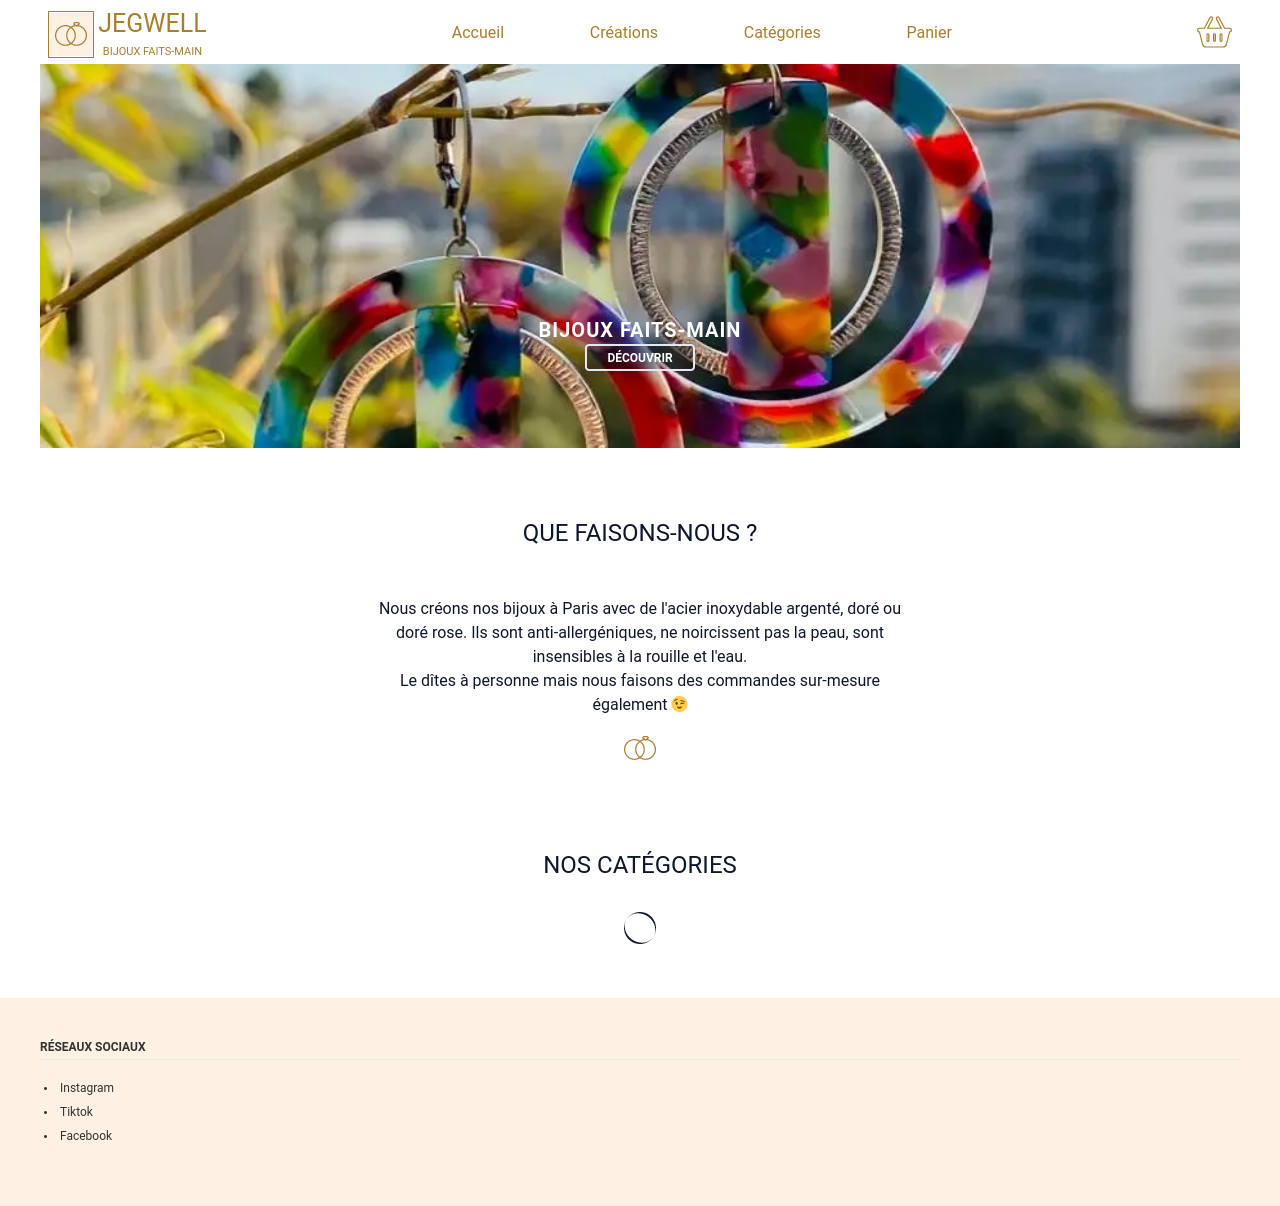 JEGWELL
BIJOUX FAITS-MAIN
Accueil
Créations
Catégories
Panier
BIJOUX FAITS-MAIN
DÉCOUVRIR
QUE FAISONS-NOUS ?
Nous créons nos bijoux à Paris avec de l'acier inoxydable argenté, doré ou
doré rose. Ils sont anti-allergéniques, ne noircissent pas la peau, sont
insensibles à la rouille et l'eau.
Le dîtes à personne mais nous faisons des commandes sur-mesure
également 😉
NOS CATÉGORIES
RÉSEAUX SOCIAUX
• Instagram
• Tiktok
• Facebook